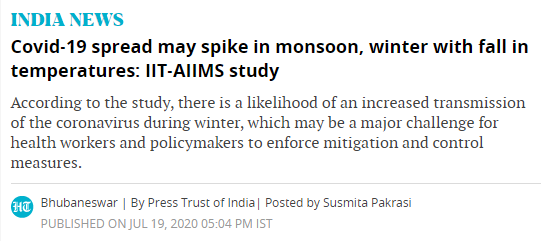 INDIA NEWS
Covid-19 spread may spike in monsoon, winter with fall in
temperatures: IIT-AIIMS study
According to the study, there is a likelihood of an increased transmission
of the coronavirus during winter, which may be a major challenge for
health workers and policymakers to enforce mitigation and control
measures.
HT
Bhubaneswar | By Press Trust of India| Posted by Susmita Pakrasi
PUBLISHED ON JUL 19, 2020 05:04 PM IST